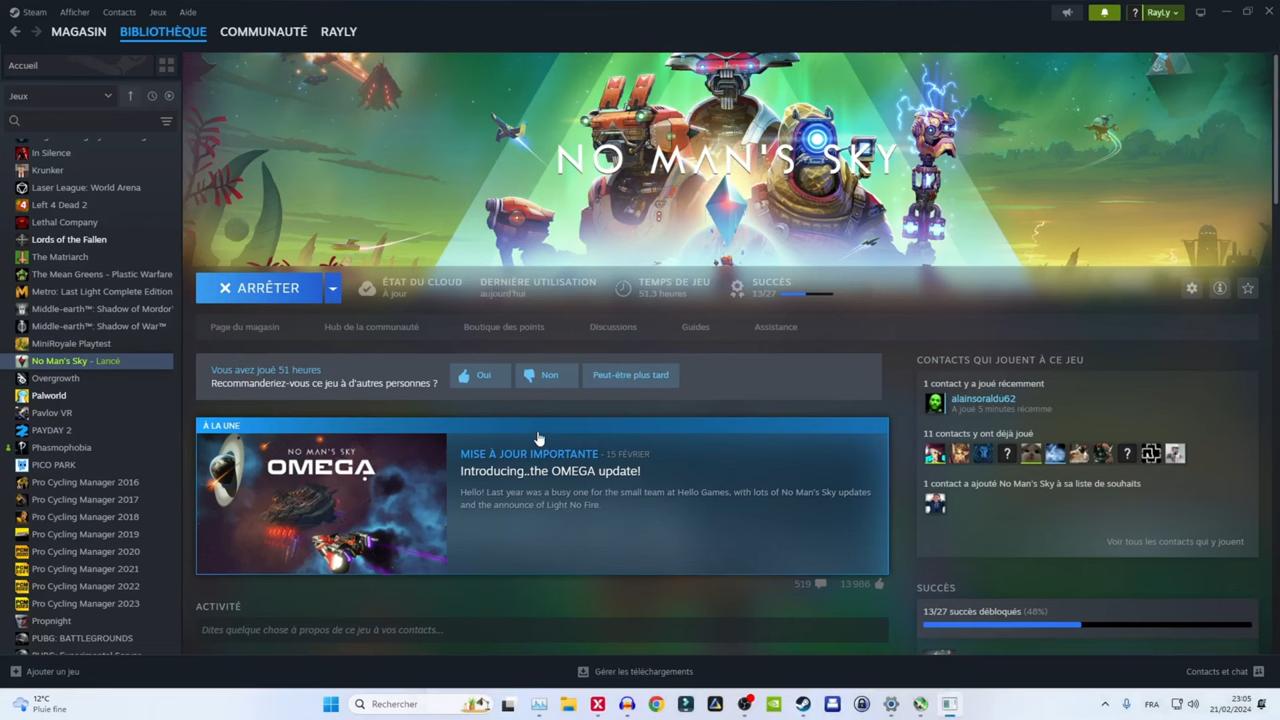 Steam Afficher Contacts Jeux Aide
? RayLy
MAGASIN BIBLIOTHÈQUE COMMUNAUTÉ RAYLY
Accueil
Jeux
In Silence
Krunker
Laser League: World Arena
Left 4 Dead 2
Lethal Company
Lords of the Fallen
The Matriarch
The Mean Greens - Plastic Warfare
Metro: Last Light Complete Edition
Middle-earth™: Shadow of Mordor
Middle-earth™: Shadow of War™
MiniRoyale Playtest
No Man's Sky - Lancé
Overgrowth
Palworld
Pavlov VR
PAYDAY 2
Phasmophobia
PICO PARK
Pro Cycling Manager 2016
Pro Cycling Manager 2017
Pro Cycling Manager 2018
Pro Cycling Manager 2019
Pro Cycling Manager 2020
Pro Cycling Manager 2021
Pro Cycling Manager 2022
Pro Cycling Manager 2023
Popnight
PUBG: BATTLEGROUNDS
NO MAN'S SKY
ARRÊTER
ÉTAT DU CLOUD
À jour
DERNIÈRE UTILISATION
aujourd'hui
TEMPS DE JEU
51.3 heures
SUCCÈS
13/27
Page du magasin Hub de la communauté Boutique des points Discussions Guides Assistance
Vous avez joué 51 heures
Recommanderiez-vous ce jeu à d'autres personnes ?
Oui Non Peut-être plus tard
À LA UNE
NO MAN'S SKY
OMEGA
MISE À JOUR IMPORTANTE - 15 FÉVRIER
Introducing..the OMEGA update!
Hello! Last year was a busy one for the small team at Hello Games, with lots of No Man's Sky updates
and the announce of Light No Fire.
519 13 986
ACTIVITÉ
Dites quelque chose à propos de ce jeu à vos contacts...
CONTACTS QUI JOUENT À CE JEU
1 contact y a joué récemment
alainsoraldu62
A joué 5 minutes récemme
11 contacts y ont déjà joué
? ?
1 contact a ajouté No Man's Sky à sa liste de souhaits
Voir tous les contacts qui y jouent
SUCCÈS
13/27 succès débloqués (48%)
Ajouter un jeu
Gérer les téléchargements
Contacts et chat
12°C
Pluie fine
Rechercher
FRA
23:05
21/02/2024